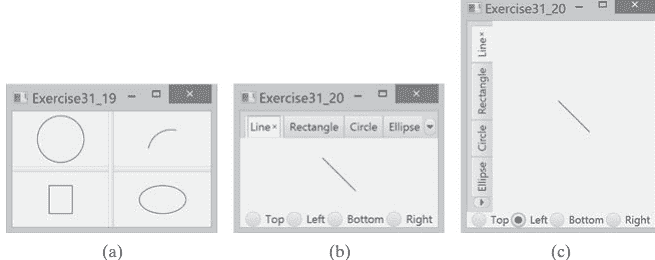 Exercise31_19
Exercise31_20
Line×
Rectangle
Circle
Ellipse
Top
Left
Bottom
Right
Exercise31_20
Line×
Rectangle
Circle
Ellipse
Top
Left
Bottom
Right
(a)
(b)
(c)